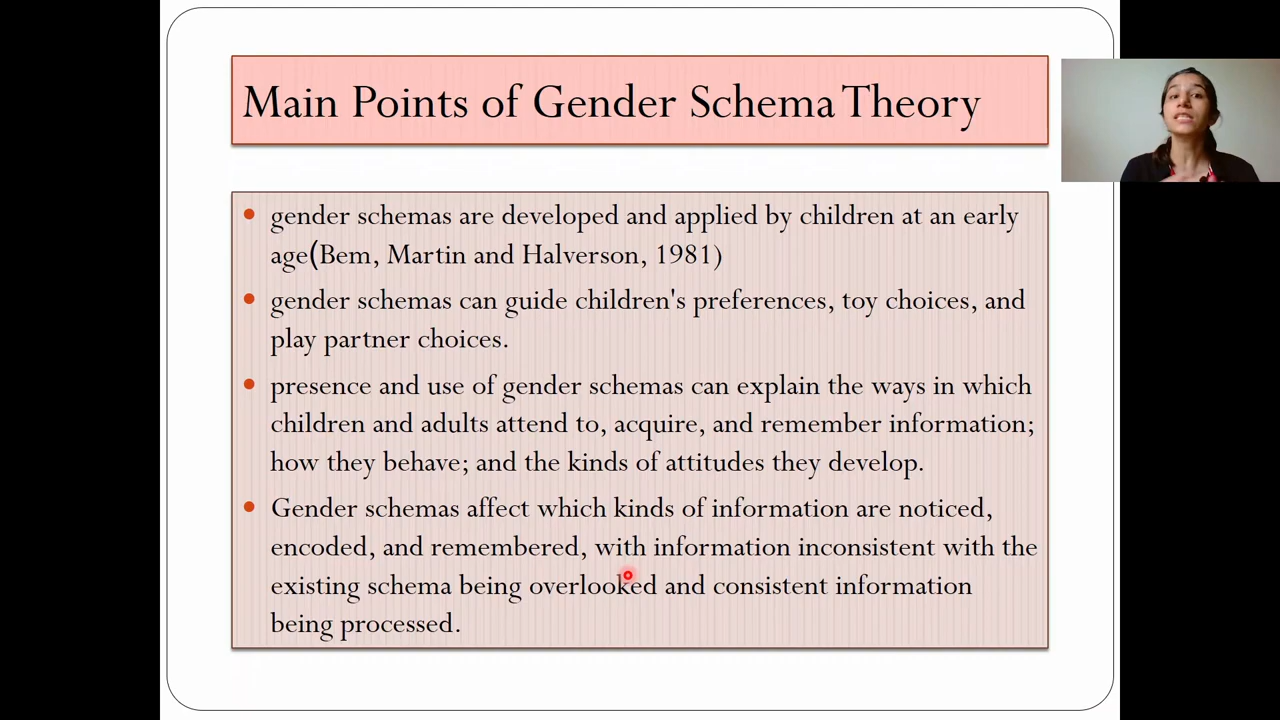 Main Points of Gender Schema Theory
• gender schemas are developed and applied by children at an early
age(Bem, Martin and Halverson, 1981)
• gender schemas can guide children's preferences, toy choices, and
play partner choices.
• presence and use of gender schemas can explain the ways in which
children and adults attend to, acquire, and remember information;
how they behave; and the kinds of attitudes they develop.
• Gender schemas affect which kinds of information are noticed,
encoded, and remembered, with information inconsistent with the
existing schema being overlooked and consistent information
being processed.